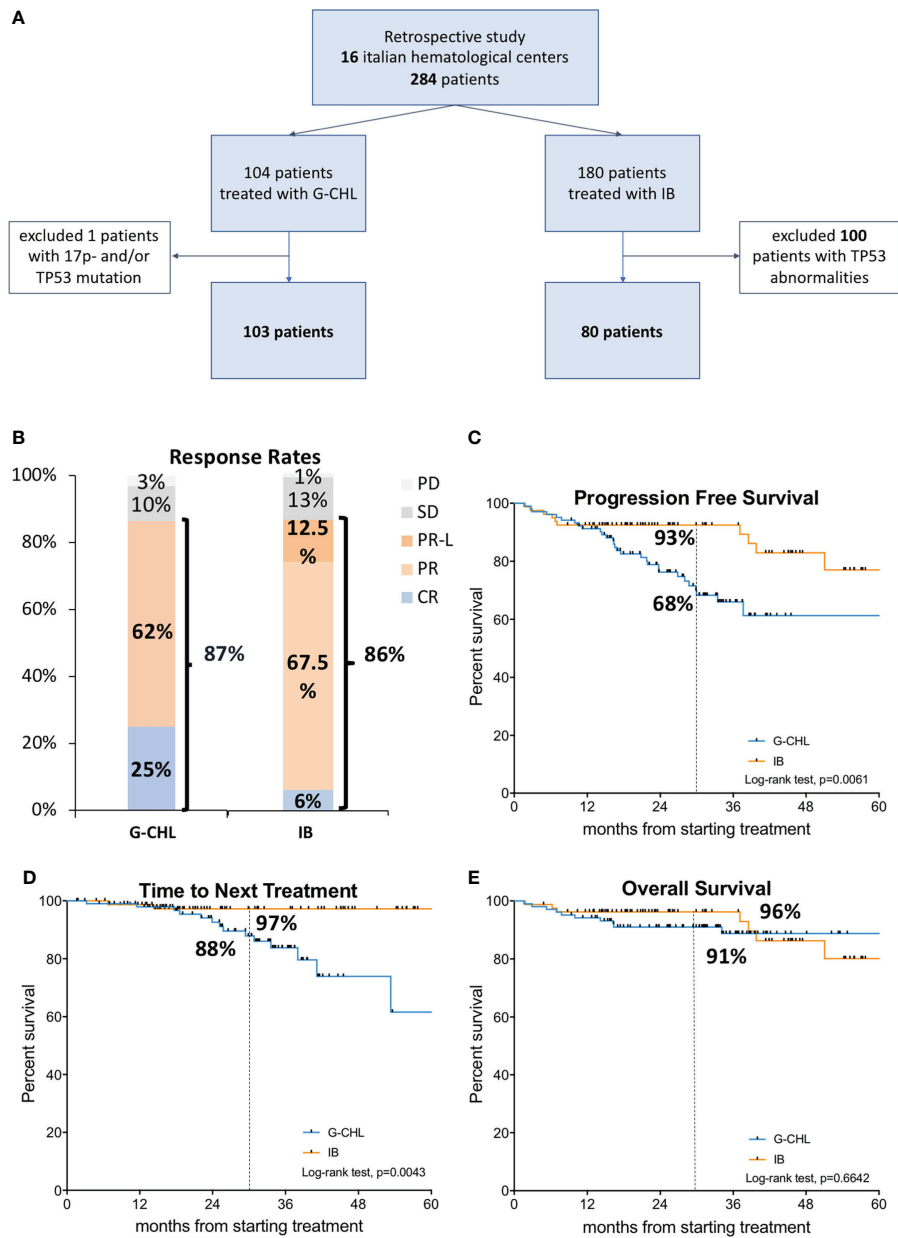 A
Retrospective study
16 italian hematological centers
284 patients
104 patients
treated with G-CHL
180 patients
treated with IB
excluded 1 patients
with 17p- and/or
TP53 mutation
excluded 100
patients with TP53
abnormalities
103 patients
80 patients
B
Response Rates
100%
80%
60%
40%
20%
0%
3%
10%
62%
25%
87%
1%
13%
12.5
%
67.5
%
6%
86%
G-CHL
IB
PD
SD
PR-L
PR
CR
C
Progression Free Survival
Percent survival
100
80
60
40
20
0
93%
68%
G-CHL
IB
Log-rank test, p=0.0061
0 12 24 36 48 60
months from starting treatment
D
Time to Next Treatment
Percent survival
100
80
60
40
20
0
97%
88%
G-CHL
IB
Log-rank test, p=0.0043
0 12 24 36 48 60
months from starting treatment
E
Overall Survival
Percent survival
100
80
60
40
20
0
96%
91%
G-CHL
IB
Log-rank test, p=0.6642
0 12 24 36 48 60
months from starting treatment